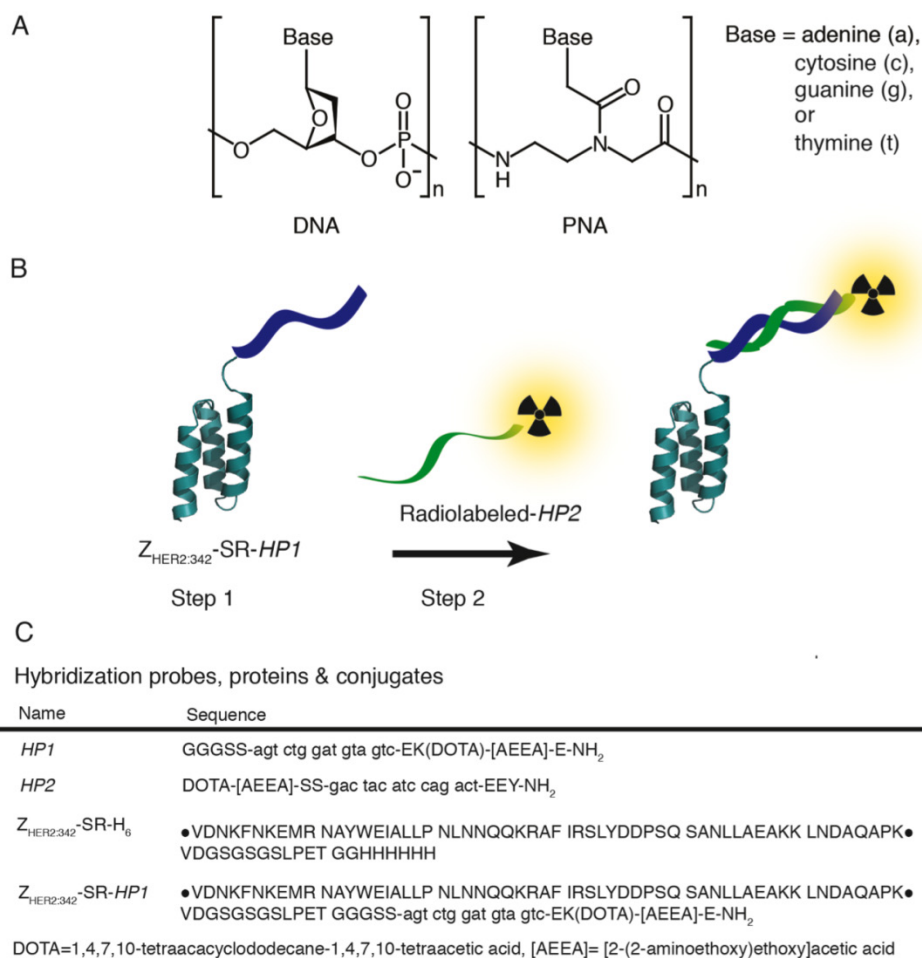 A
Base
O
O
O
P
O
O-
n
DNA
Base
O
O
N
N
H
n
PNA
Base = adenine (a),
cytosine (c),
guanine (g),
or
thymine (t)
B
Radiolabeled-HP2
ZHER2:342-SR-HP1
Step 1
Step 2
C
Hybridization probes, proteins & conjugates
Name Sequence
HP1 GGGSS-agt ctg gat gta gtc-EK(DOTA)-[AEEA]-E-NH2
HP2 DOTA-[AEEA]-SS-gac tac atc cag act-EEY-NH2
ZHER2:342-SR-H6 ●VDNKFNKEMR NAYWEIALLP NLNNQQKRAF IRSLYDDPSQ SANLLAEAKK LNDAQAPK●
VDGSGSGSLPET GGHHHHHH
ZHER2:342-SR-HP1 ●VDNKFNKEMR NAYWEIALLP NLNNQQKRAF IRSLYDDPSQ SANLLAEAKK LNDAQAPK●
VDGSGSGSLPET GGGSS-agt ctg gat gta gtc-EK(DOTA)-[AEEA]-E-NH2
DOTA=1,4,7,10-tetraacacyclododecane-1,4,7,10-tetraacetic acid, [AEEA]= [2-(2-aminoethoxy)ethoxy]acetic acid